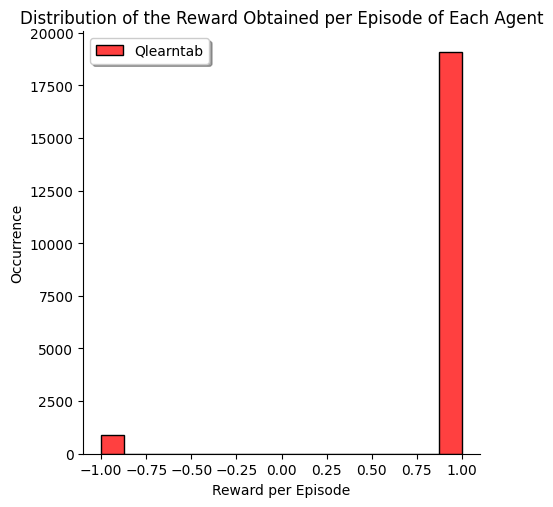 Distribution of the Reward Obtained per Episode of Each Agent
Qlearntab
20000
17500
15000
12500
10000
7500
5000
2500
0
Occurrence
−1.00 −0.75 −0.50 −0.25 0.00 0.25 0.50 0.75 1.00
Reward per Episode